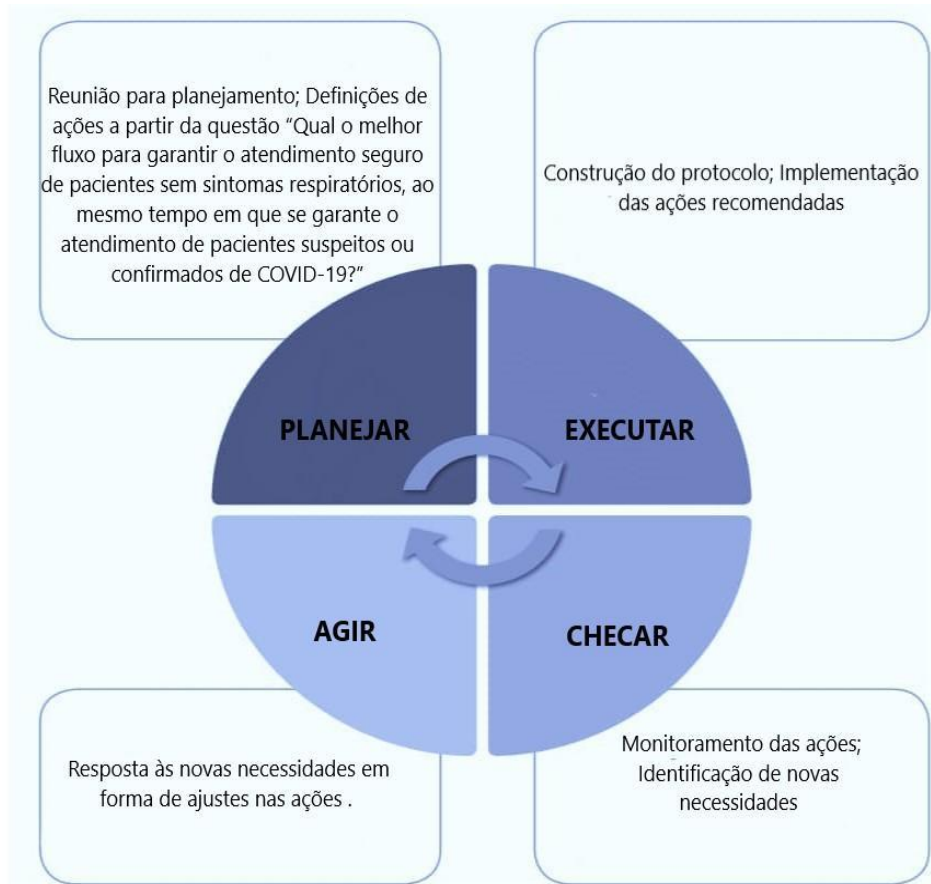 Reunião para planejamento; Definições de
ações a partir da questão “Qual o melhor
fluxo para garantir o atendimento seguro
de pacientes sem sintomas respiratórios, ao
mesmo tempo em que se garante o
atendimento de pacientes suspeitos ou
confirmados de COVID-19?”
Construção do protocolo; Implementação
das ações recomendadas
PLANEJAR
EXECUTAR
AGIR
CHECAR
Resposta às novas necessidades em
forma de ajustes nas ações .
Monitoramento das ações;
Identificação de novas
necessidades